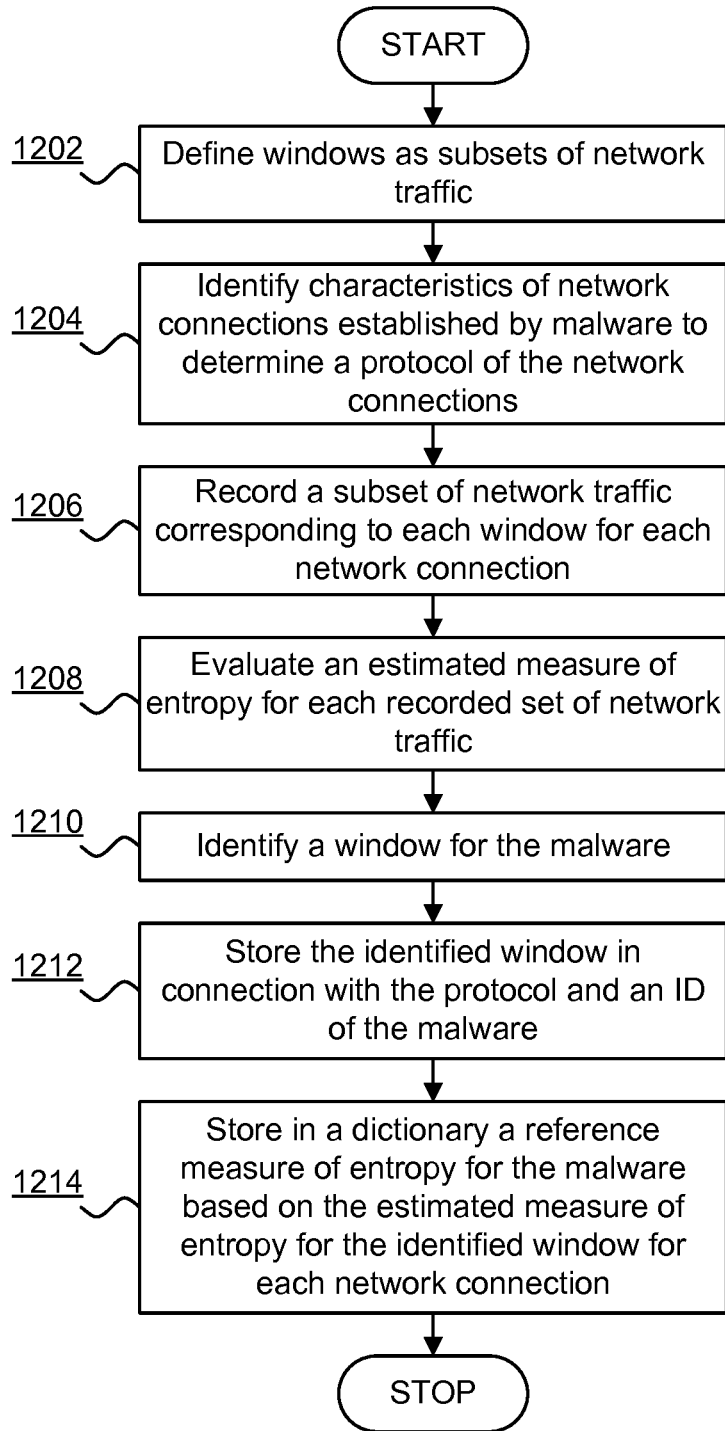 START
1202
Define windows as subsets of network
traffic
1204
Identify characteristics of network
connections established by malware to
determine a protocol of the network
connections
1206
Record a subset of network traffic
corresponding to each window for each
network connection
1208
Evaluate an estimated measure of
entropy for each recorded set of network
traffic
1210
Identify a window for the malware
1212
Store the identified window in
connection with the protocol and an ID
of the malware
1214
Store in a dictionary a reference
measure of entropy for the malware
based on the estimated measure of
entropy for the identified window for
each network connection
STOP